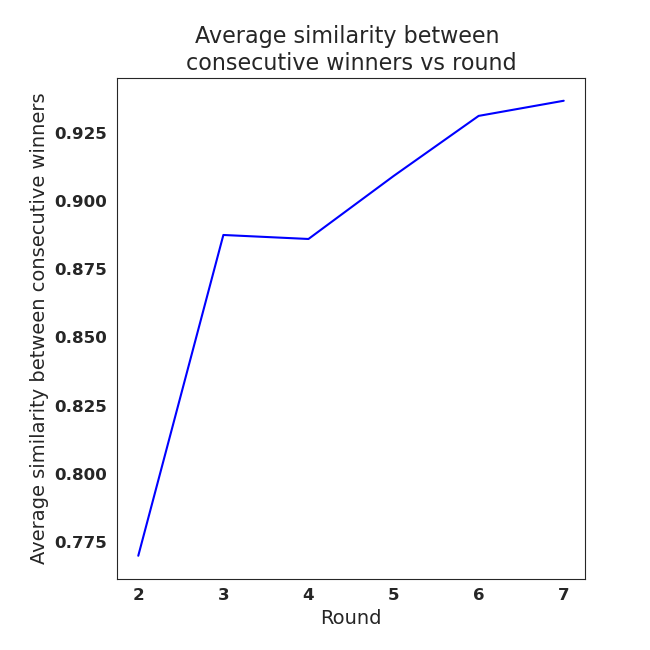 Average similarity between
consecutive winners vs round
Average similarity between consecutive winners
0.925
0.900
0.875
0.850
0.825
0.800
0.775
2 3 4 5 6 7
Round